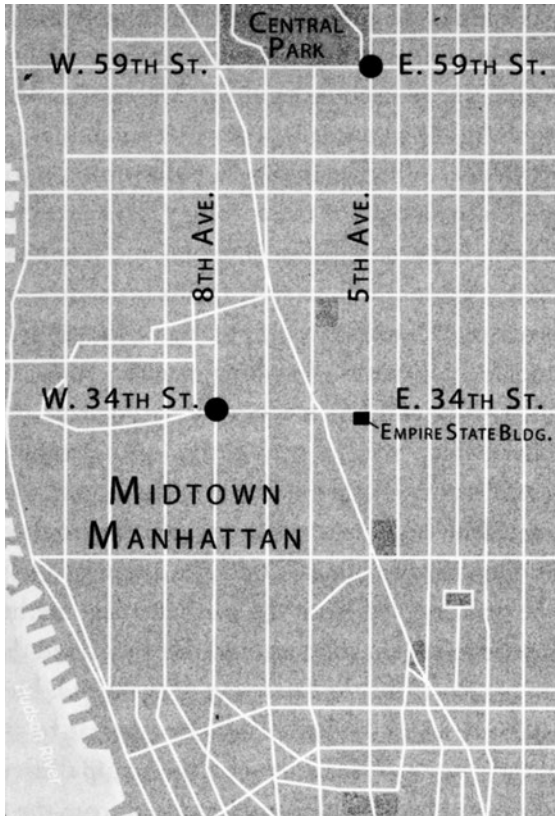 CENTRAL
PARK
W. 59TH ST.
E. 59TH ST.
8TH AVE.
5TH AVE.
W. 34TH ST.
E. 34TH ST.
EMPIRE STATE BLDG.
MIDTOWN
MANHATTAN
Hudson River